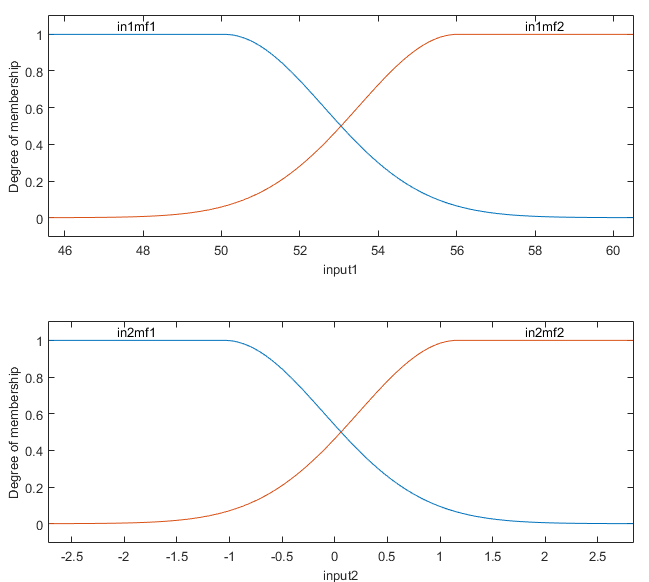 in1mf1 in1mf2
1
0.8
0.6
0.4
0.2
0
Degree of membership
46 48 50 52 54 56 58 60
input1
in2mf1 in2mf2
1
0.8
0.6
0.4
0.2
0
Degree of membership
-2.5 -2 -1.5 -1 -0.5 0 0.5 1 1.5 2 2.5
input2